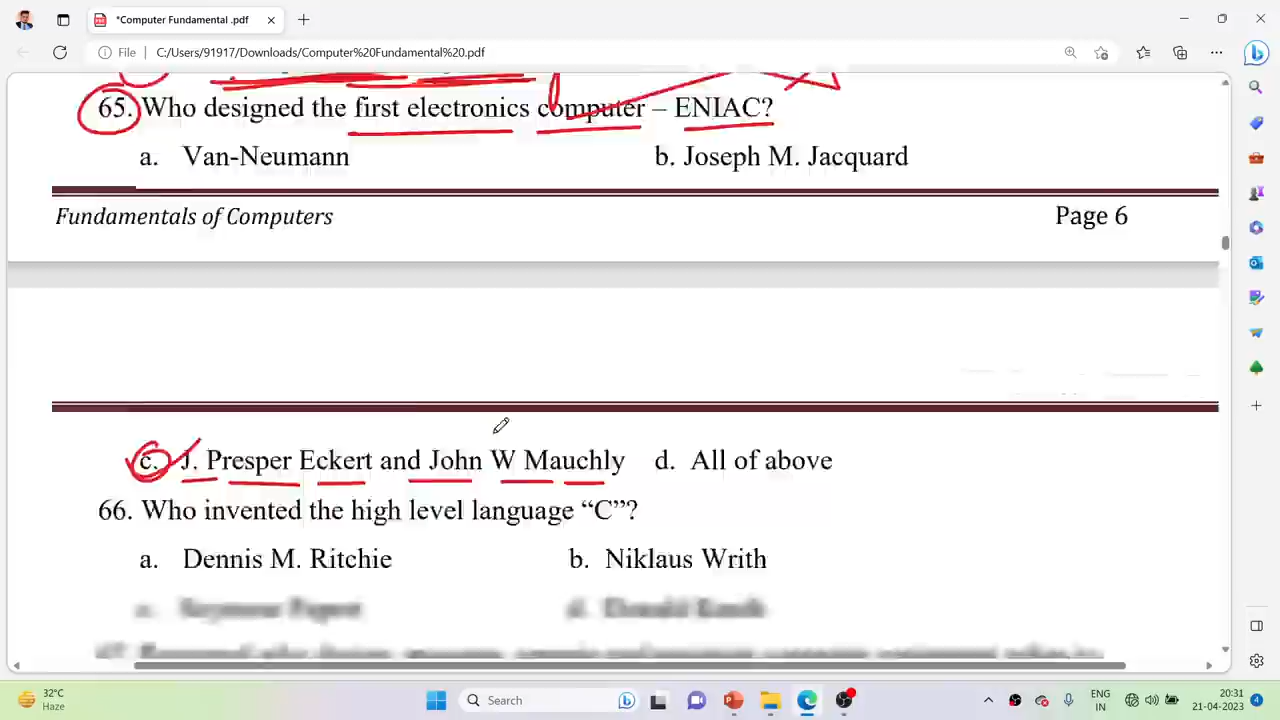 *Computer Fundamental .pdf
File C:/Users/91917/Downloads/Computer%20Fundamental%20.pdf
65. Who designed the first electronics computer – ENIAC?
a. Van-Neumann b. Joseph M. Jacquard
Fundamentals of Computers Page 6
c. J. Presper Eckert and John W Mauchly d. All of above
66. Who invented the high level language “C”?
a. Dennis M. Ritchie b. Niklaus Writh
32°C
Haze
Search
ENG
IN
20:31
21-04-2023